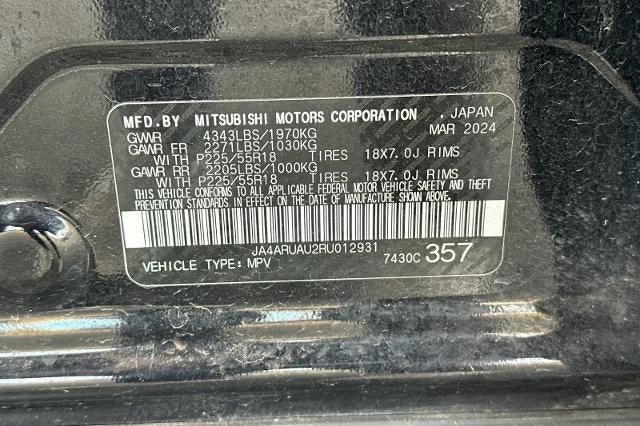 MFD.BY MITSUBISHI MOTORS CORPORATION , JAPAN
GVWR 4343LBS/1970KG MAR 2024
GAWR FR 2271LBS/1030KG
WITH P225/55R18 TIRES 18X7.0J RIMS
GAWR RR 2205LBS/1000KG
WITH P225/55R18 TIRES 18X7.0J RIMS
THIS VEHICLE CONFORMS TO ALL APPLICABLE FEDERAL MOTOR VEHICLE SAFETY AND THEFT
PREVENTION STANDARDS IN EFFECT ON THE DATE OF MANUFACTURE SHOWN ABOVE.
JA4ARUAU2RU012931
VEHICLE TYPE: MPV 7430C 357